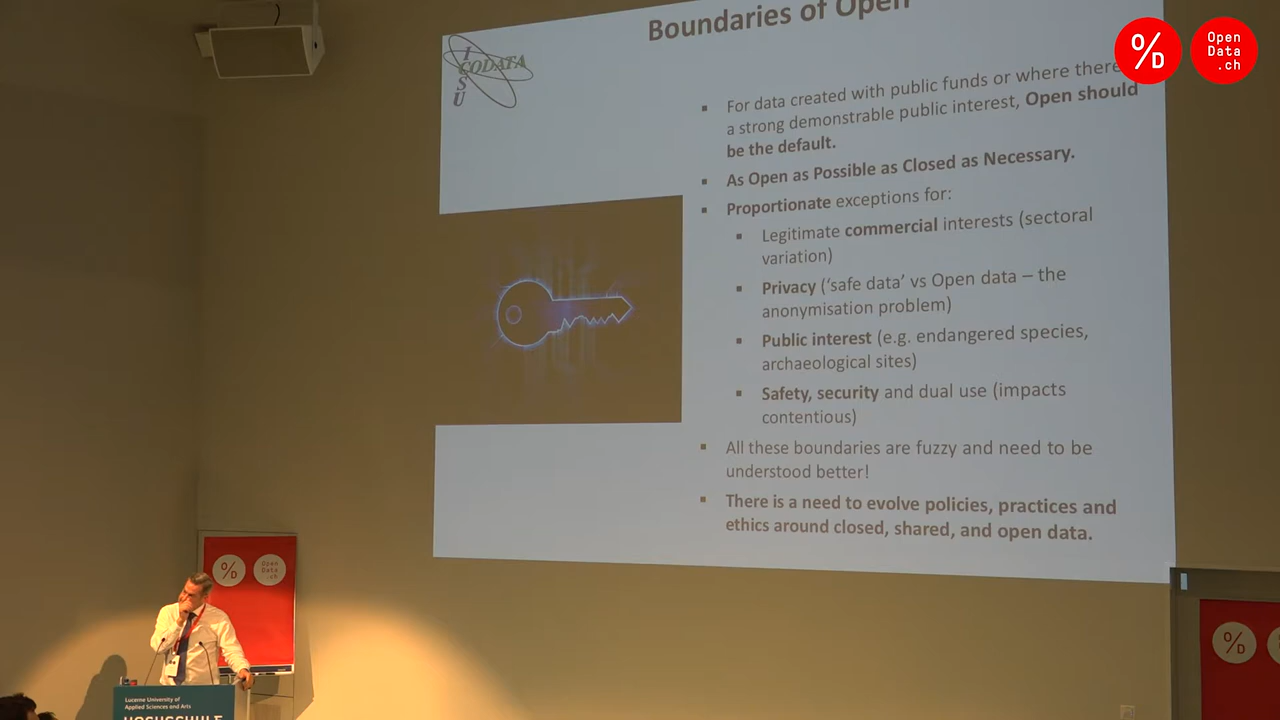 Boundaries of Open
I
CODATA
S
U
O/D
Open
Data
.ch
For data created with public funds or where there
a strong demonstrable public interest, Open should
be the default.
As Open as Possible as Closed as Necessary.
Proportionate exceptions for:
Legitimate commercial interests (sectoral
variation)
Privacy (‘safe data’ vs Open data – the
anonymisation problem)
Public interest (e.g. endangered species,
archaeological sites)
Safety, security and dual use (impacts
contentious)
All these boundaries are fuzzy and need to be
understood better!
There is a need to evolve policies, practices and
ethics around closed, shared, and open data.
O/D
Open
Data
.ch
Lucerne University of
Applied Sciences and Arts
HOCHSCHULE
O/D